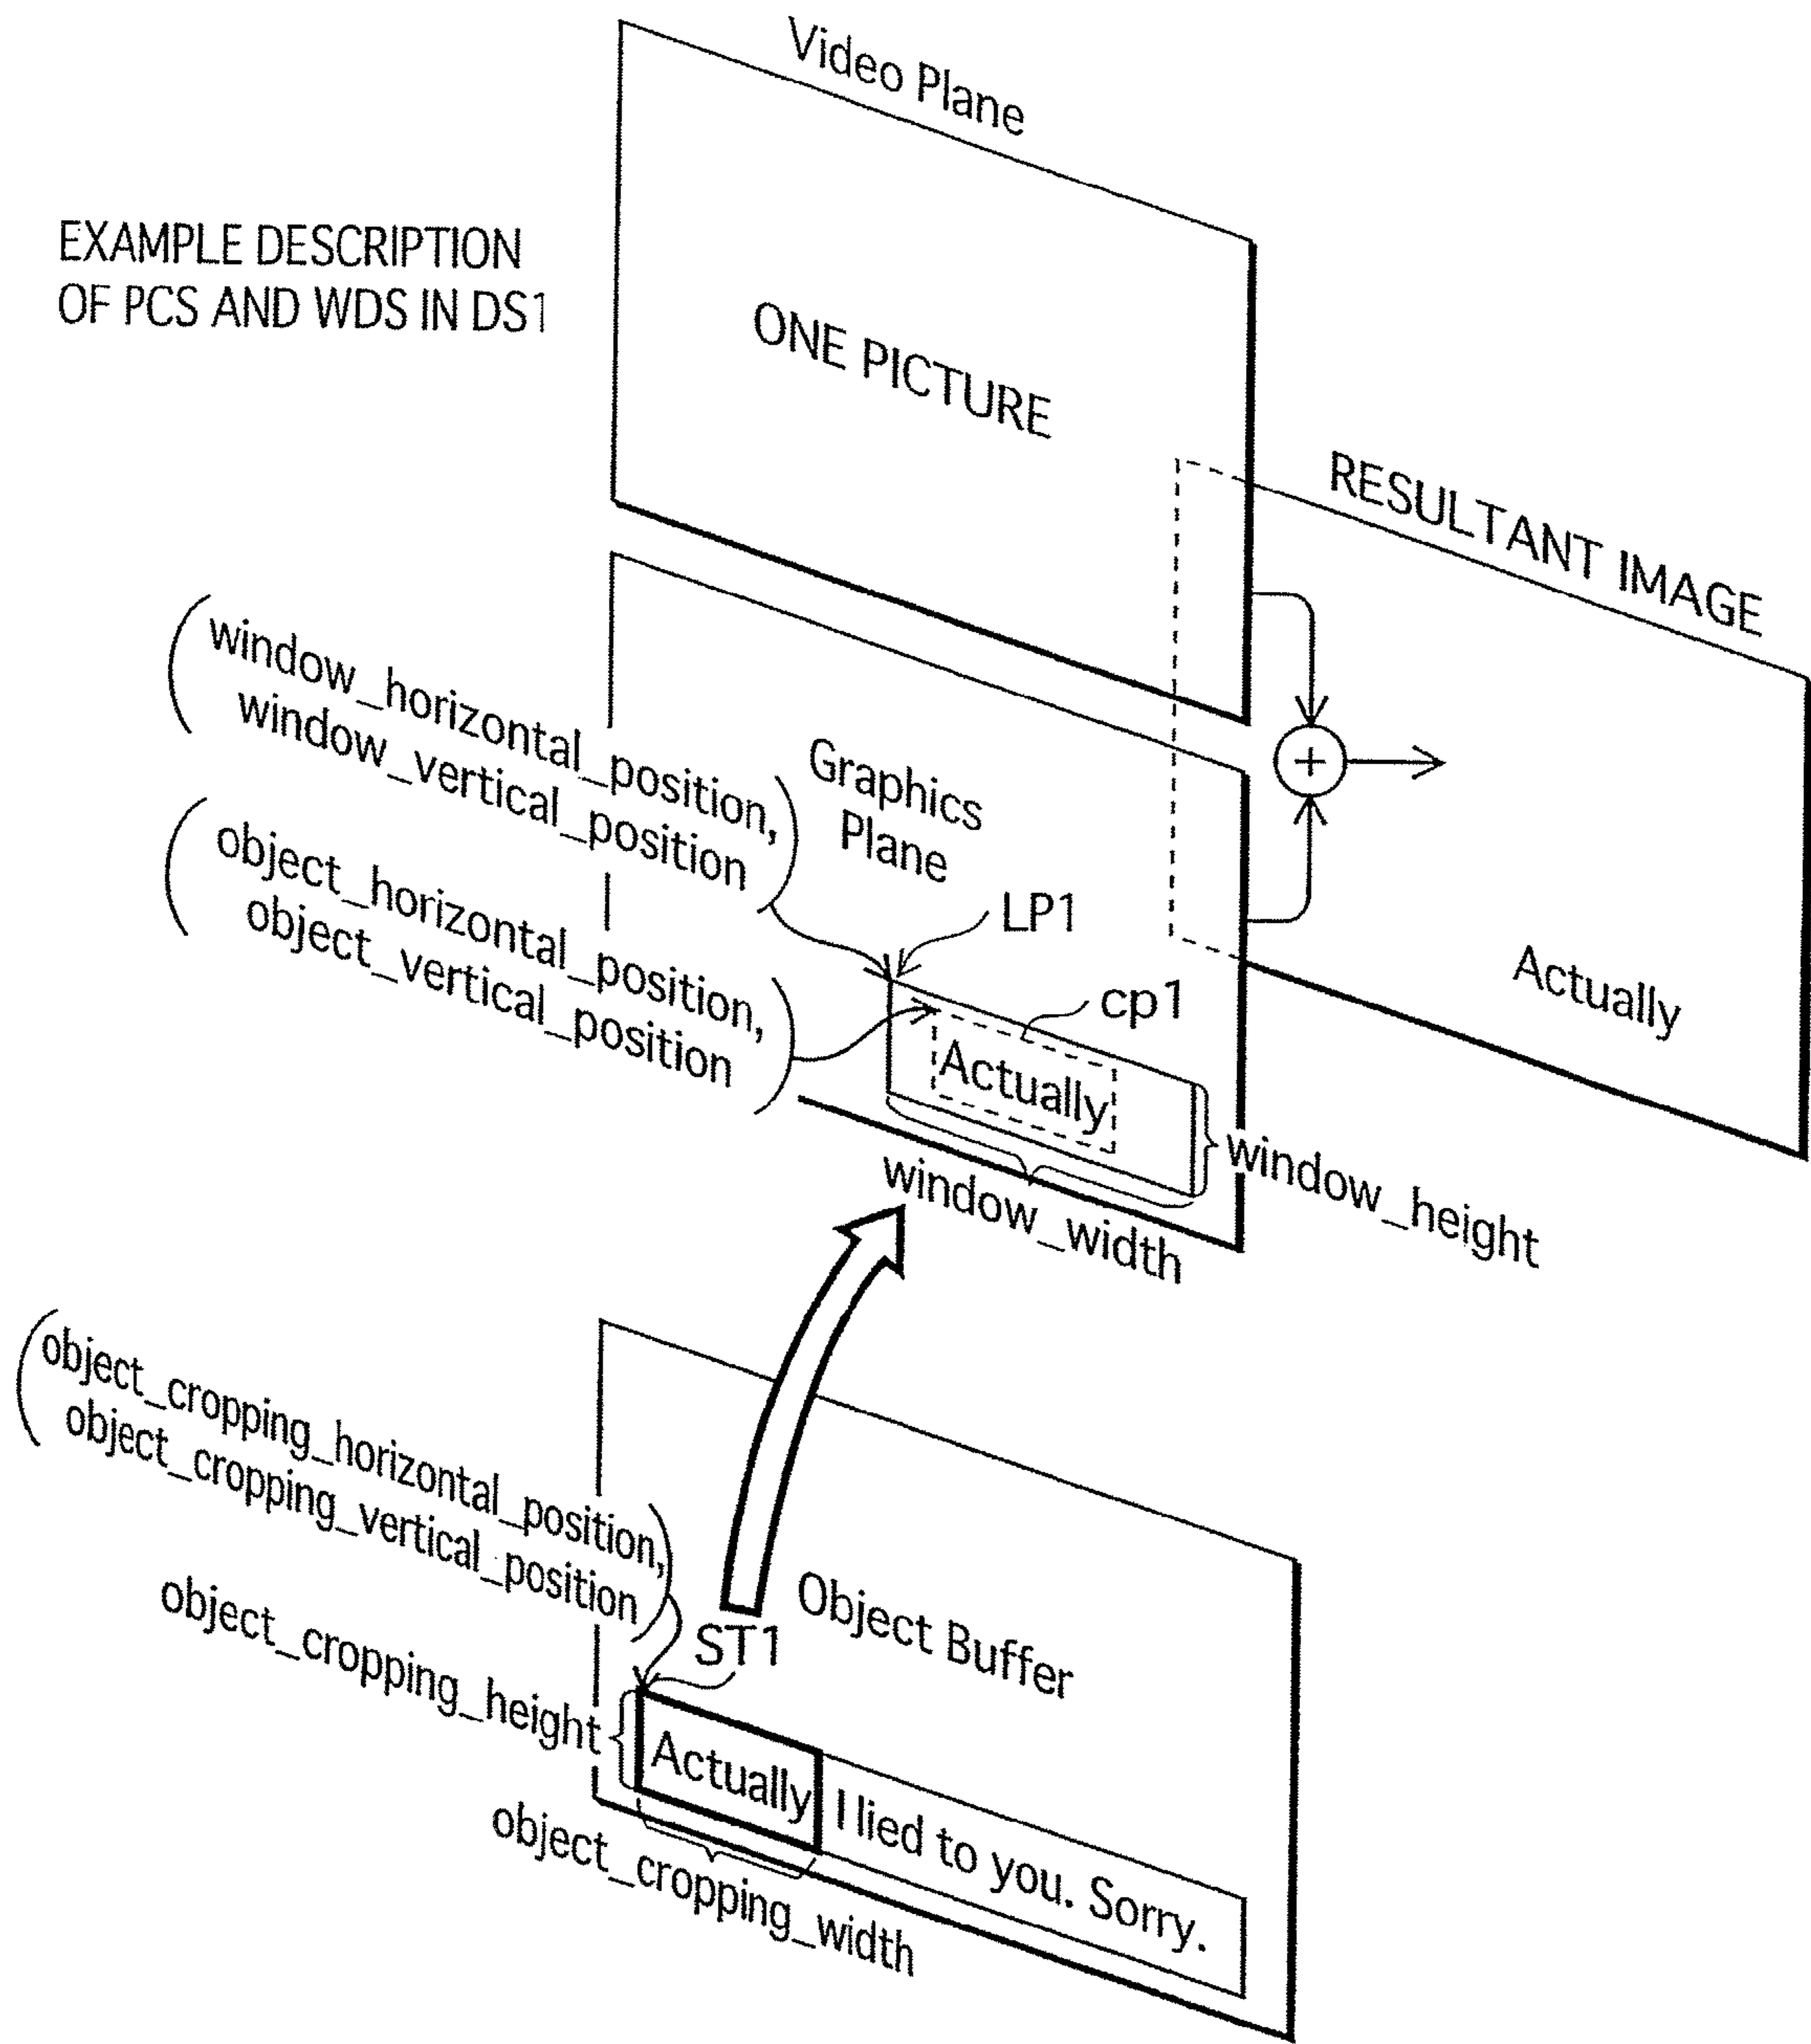 Video Plane
EXAMPLE DESCRIPTION
OF PCS AND WDS IN DS1
ONE PICTURE
RESULTANT IMAGE
window_horizontal_position,
window_vertical_position
Graphics
Plane
object_horizontal_position,
object_vertical_position
LP1
cp1
Actually
Actually
window_height
window_width
object_cropping_horizontal_position,
object_cropping_vertical_position
object_cropping_height
ST1
Object Buffer
Actually I lied to you. Sorry.
object_cropping_width